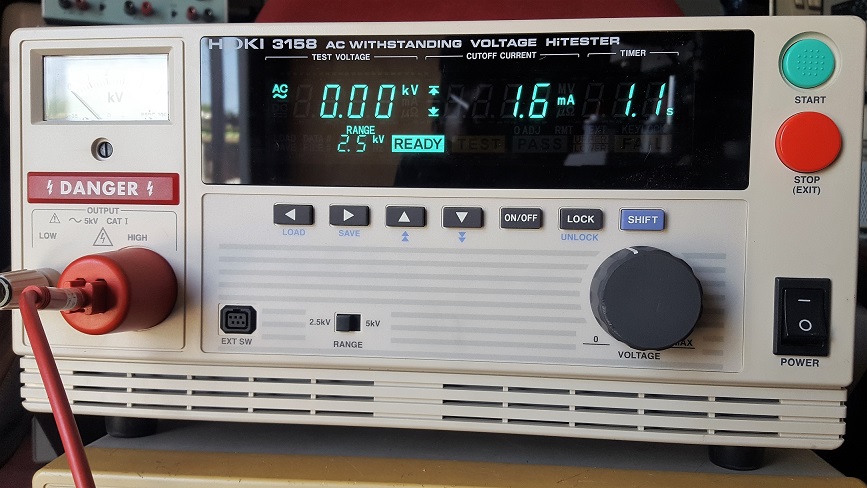 HIOKI 3158 AC WITHSTANDING VOLTAGE HiTESTER
TEST VOLTAGE
CUTOFF CURRENT
TIMER
AC
0.00 kV
1.6 mA
1.1 s
RANGE
2.5 kV
READY
TEST
PASS
FAIL
kV
DANGER
OUTPUT
5kV CAT I
LOW
HIGH
START
STOP
(EXIT)
ON/OFF
LOCK
SHIFT
LOAD
SAVE
UNLOCK
EXT SW
2.5kV
5kV
RANGE
0
MAX
VOLTAGE
POWER